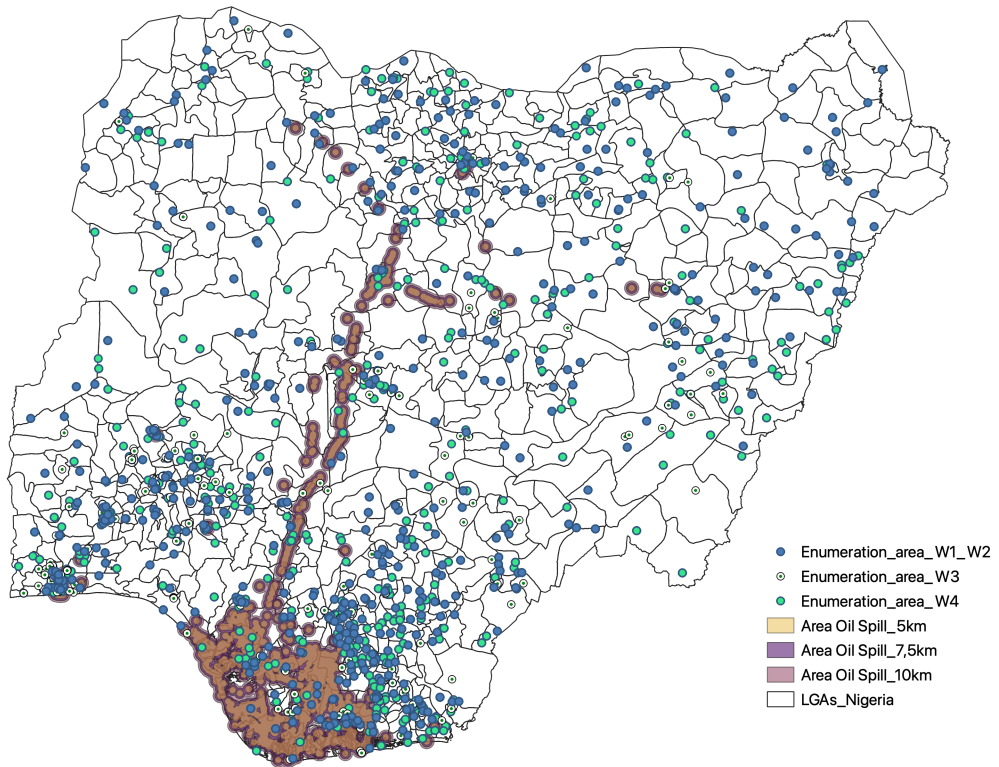 Enumeration_area_W1_W2
Enumeration_area_W3
Enumeration_area_W4
Area Oil Spill_5km
Area Oil Spill_7,5km
Area Oil Spill_10km
LGAs_Nigeria